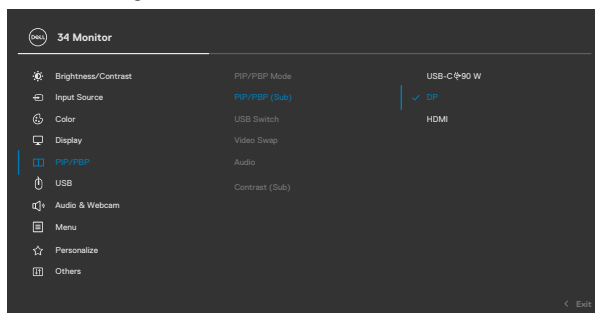 DELL 34 Monitor
Brightness/Contrast PIP/PBP Mode USB-C 90 W
Input Source PIP/PBP (Sub) DP
Color USB Switch HDMI
Display Video Swap
PIP/PBP Audio
USB Contrast (Sub)
Audio & Webcam
Menu
Personalize
Others
Exit